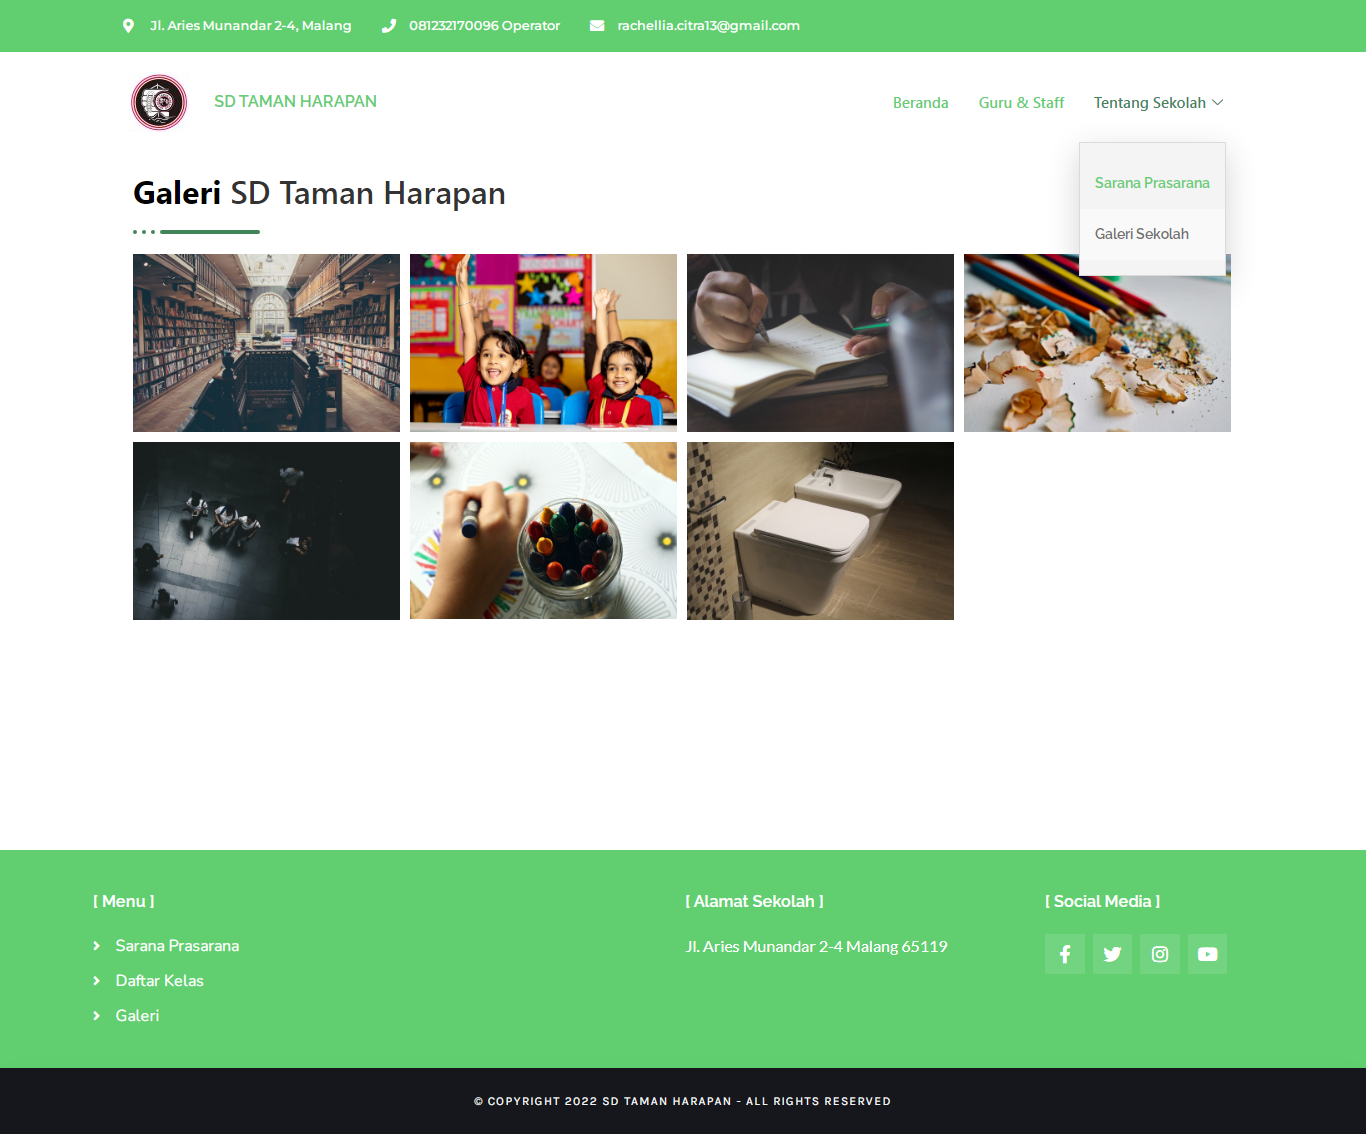 Jl. Aries Munandar 2-4, Malang
081232170096 Operator
rachellia.citra13@gmail.com
SD TAMAN HARAPAN
Beranda
Guru & Staff
Tentang Sekolah
Sarana Prasarana
Galeri Sekolah
Galeri SD Taman Harapan
[ Menu ]
Sarana Prasarana
Daftar Kelas
Galeri
[ Alamat Sekolah ]
Jl. Aries Munandar 2-4 Malang 65119
[ Social Media ]
© COPYRIGHT 2022 SD TAMAN HARAPAN - ALL RIGHTS RESERVED